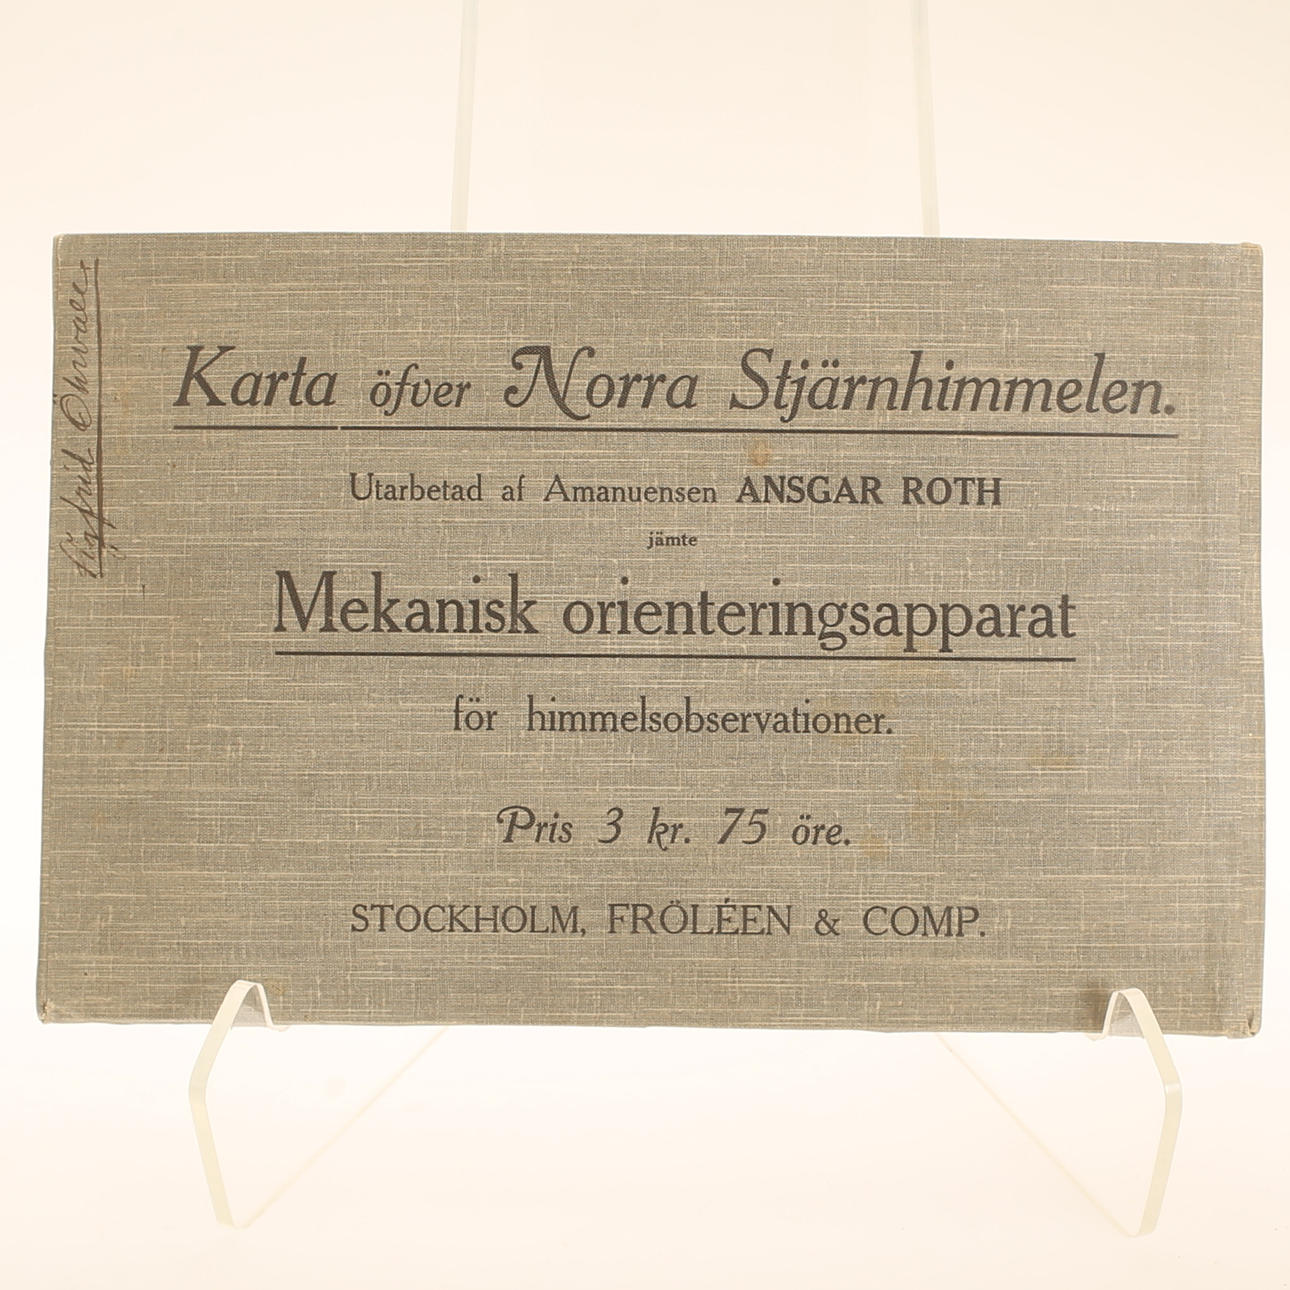 Karta öfver Norra Stjärnhimmelen.
Utarbetad af Amanuensen ANSGAR ROTH
jämte
Mekanisk orienteringsapparat
för himmelsobservationer.
Pris 3 kr. 75 öre.
STOCKHOLM, FRÖLÉEN & COMP.
Sigfrid